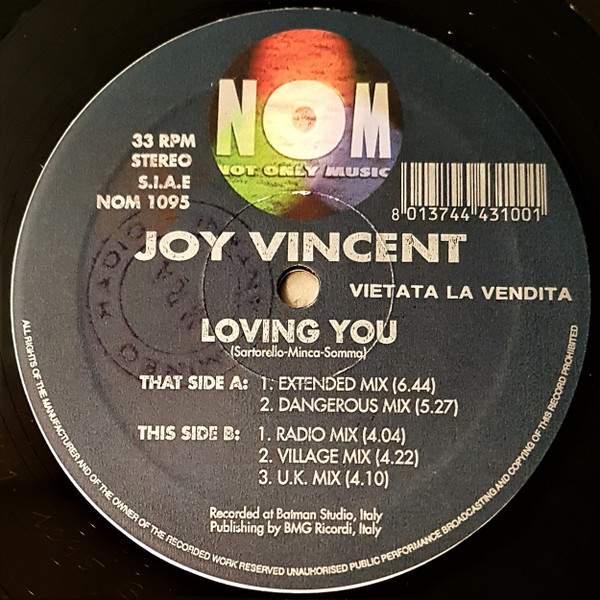 NOM
NOT ONLY MUSIC
33 RPM
STEREO
S.I.A.E
NOM 1095
8 013744 431001
JOY VINCENT
VIETATA LA VENDITA
LOVING YOU
(Sartorello-Minca-Somma)
THAT SIDE A: 1. EXTENDED MIX (6.44)
2. DANGEROUS MIX (5.27)
THIS SIDE B: 1. RADIO MIX (4.04)
2. VILLAGE MIX (4.22)
3. U.K. MIX (4.10)
Recorded at Batman Studio, Italy
Publishing by BMG Ricordi, Italy
ALL RIGHTS OF THE MANUFACTURER AND OF THE OWNER OF THE RECORDED WORK RESERVED UNAUHORISED PUBLIC PERFORMANCE BROADCASTING AND COPYING OF THIS RECORD PROHIBITED
RADIO